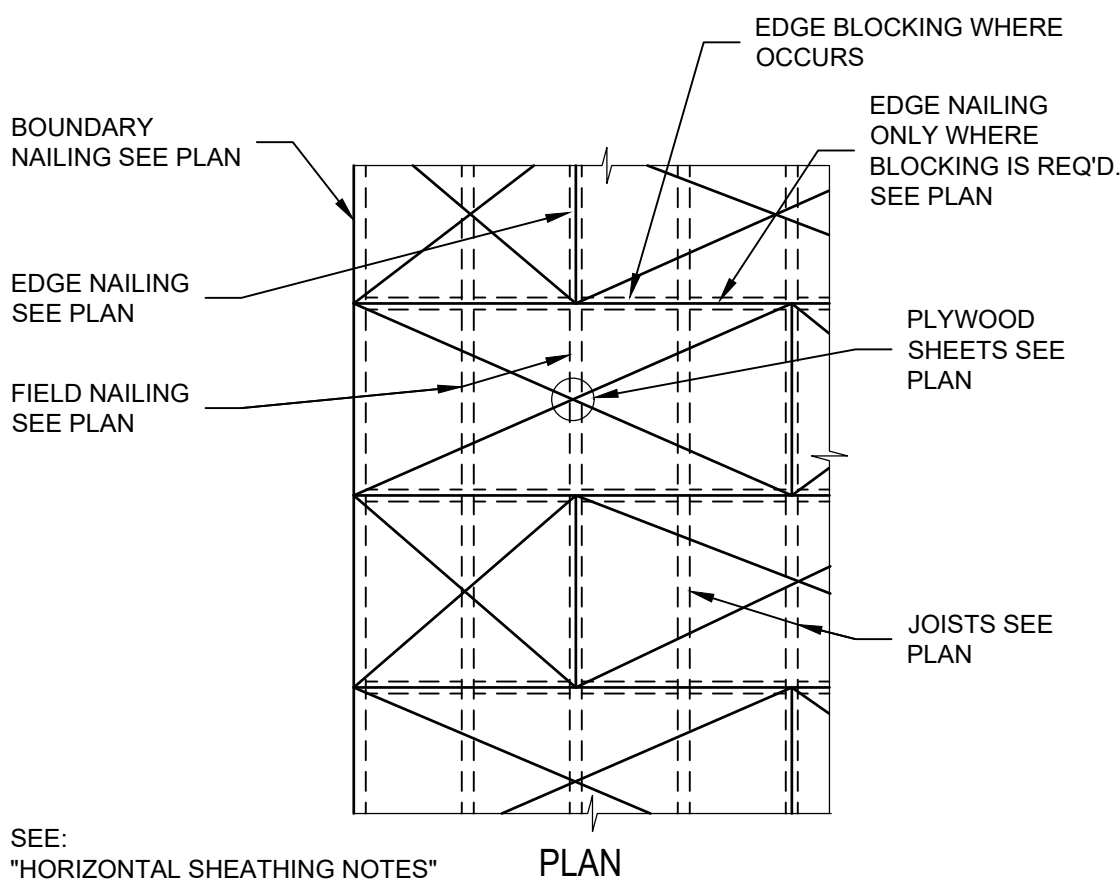 EDGE BLOCKING WHERE
OCCURS
EDGE NAILING
ONLY WHERE
BLOCKING IS REQ'D.
SEE PLAN
BOUNDARY
NAILING SEE PLAN
EDGE NAILING
SEE PLAN
PLYWOOD
SHEETS SEE
PLAN
FIELD NAILING
SEE PLAN
JOISTS SEE
PLAN
SEE:
"HORIZONTAL SHEATHING NOTES"
PLAN